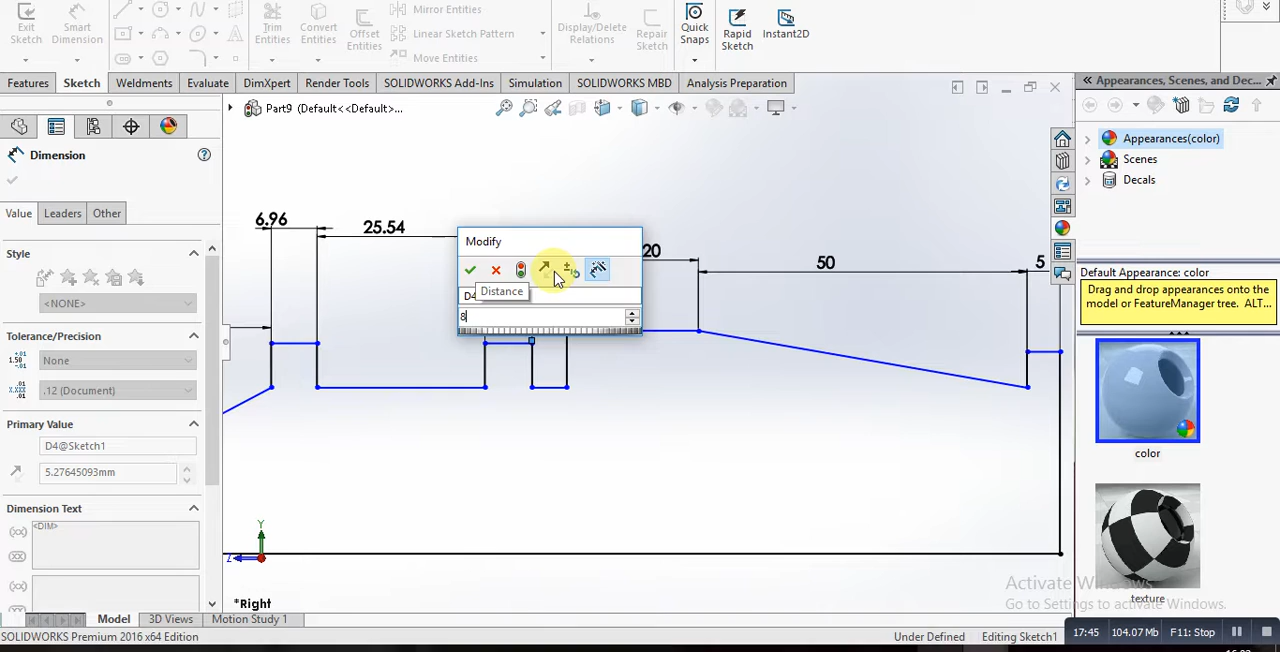 Exit Sketch
Smart Dimension
Trim Entities
Convert Entities
Offset Entities
Mirror Entities
Linear Sketch Pattern
Move Entities
Display/Delete Relations
Repair Sketch
Quick Snaps
Rapid Sketch
Instant2D
Features Sketch Weldments Evaluate DimXpert Render Tools SOLIDWORKS Add-Ins Simulation SOLIDWORKS MBD Analysis Preparation
Part9 (Default<<Default>...
Dimension
Value Leaders Other
Style
<NONE>
Tolerance/Precision
None
.12 (Document)
Primary Value
D4@Sketch1
5.27645093mm
Dimension Text
<DIM>
6.96
25.54
20
50
5
Modify
Distance
D4
8
Y
Z
*Right
Appearances, Scenes, and Dec...
Appearances(color)
Scenes
Decals
Default Appearance: color
Drag and drop appearances onto the model or FeatureManager tree. ALT...
color
texture
Activate Windows
Go to Settings to activate Windows.
Model 3D Views Motion Study 1
SOLIDWORKS Premium 2016 x64 Edition
Under Defined Editing Sketch1
17:45 104.07 Mb F11: Stop